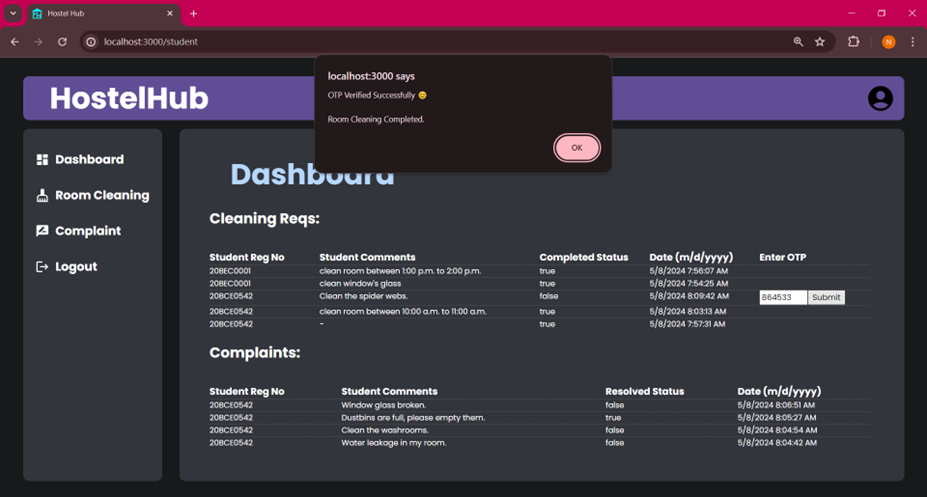 Hostel Hub
localhost:3000/student
N
localhost:3000 says
OTP Verified Successfully 😊
Room Cleaning Completed.
OK
HostelHub
Dashboard
Room Cleaning
Complaint
Logout
Dashboard
Cleaning Reqs:
Student Reg No Student Comments Completed Status Date (m/d/yyyy) Enter OTP
20BEC0001 clean room between 1:00 p.m. to 2:00 p.m. true 5/8/2024 7:56:07 AM
20BEC0001 clean window's glass true 5/8/2024 7:54:25 AM
20BCE0542 Clean the spider webs. false 5/8/2024 8:09:42 AM 864533 Submit
20BCE0542 clean room between 10:00 a.m. to 11:00 a.m. true 5/8/2024 8:03:13 AM
20BCE0542 - true 5/8/2024 7:57:31 AM
Complaints:
Student Reg No Student Comments Resolved Status Date (m/d/yyyy)
20BCE0542 Window glass broken. false 5/8/2024 8:06:51 AM
20BCE0542 Dustbins are full, please empty them. true 5/8/2024 8:05:27 AM
20BCE0542 Clean the washrooms. false 5/8/2024 8:04:54 AM
20BCE0542 Water leakage in my room. false 5/8/2024 8:04:42 AM